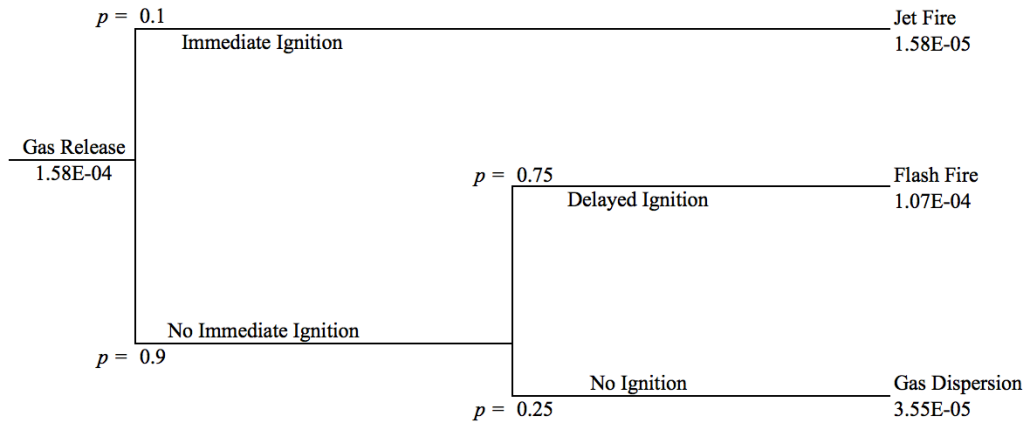 p = 0.1
Jet Fire
Immediate Ignition
1.58E-05
Gas Release
1.58E-04
p = 0.75
Flash Fire
Delayed Ignition
1.07E-04
No Immediate Ignition
p = 0.9
No Ignition
Gas Dispersion
p = 0.25
3.55E-05